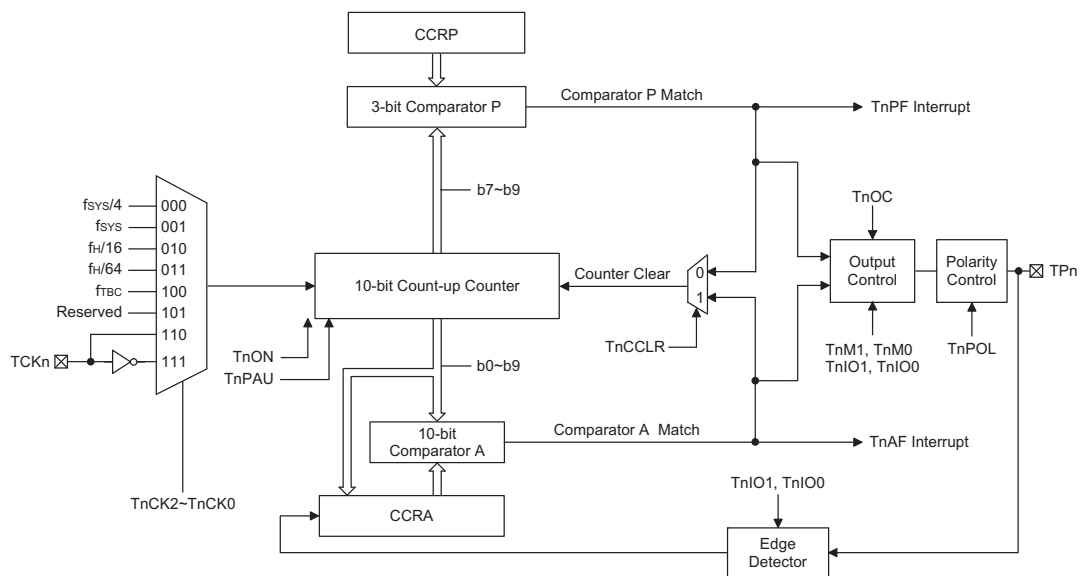 CCRP
3-bit Comparator P
Comparator P Match
TnPF Interrupt
b7~b9
fSYS/4
000
fSYS
001
fH/16
010
fH/64
011
fTBC
100
Reserved
101
110
TCKn
111
10-bit Count-up Counter
Counter Clear
0
1
TnOC
Output
Control
Polarity
Control
TPn
TnON
TnPAU
b0~b9
TnCCLR
TnM1, TnM0
TnIO1, TnIO0
TnPOL
10-bit
Comparator A
Comparator A Match
TnAF Interrupt
TnCK2~TnCK0
CCRA
TnIO1, TnIO0
Edge
Detector